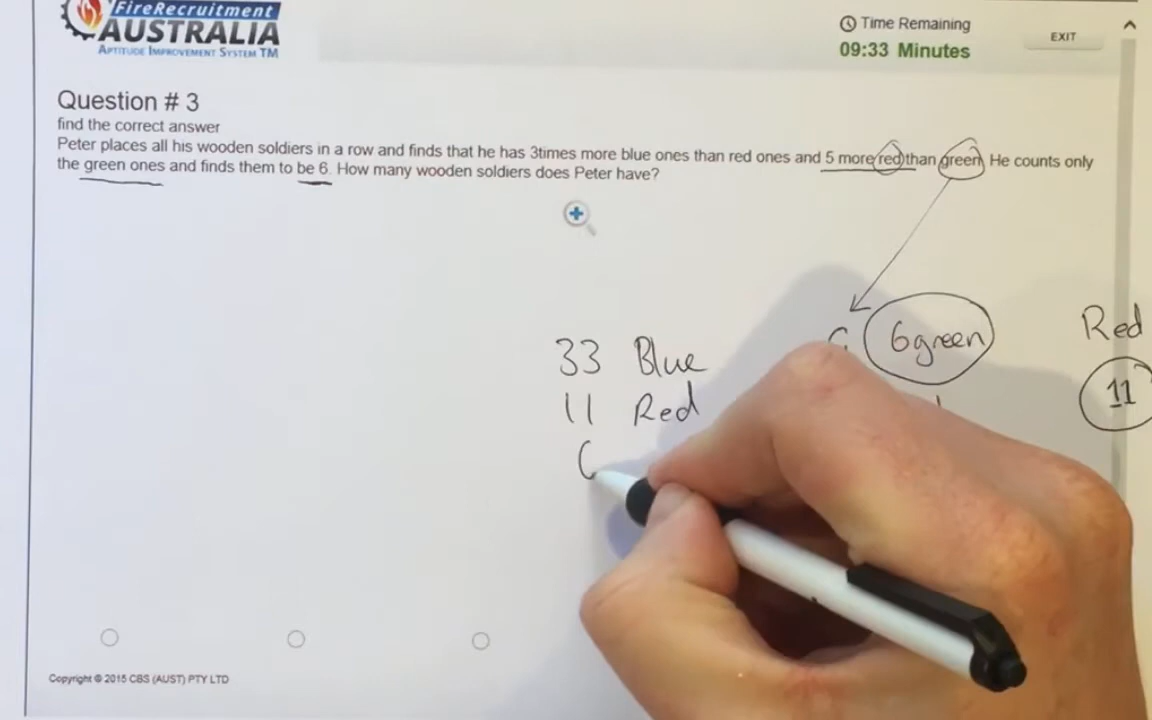 FireRecruitment
AUSTRALIA
APTITUDE IMPROVEMENT SYSTEM TM
Time Remaining
09:33 Minutes
EXIT
Question # 3
find the correct answer
Peter places all his wooden soldiers in a row and finds that he has 3times more blue ones than red ones and 5 more red than green. He counts only
the green ones and finds them to be 6. How many wooden soldiers does Peter have?
33 Blue
6green
Red
11 Red
11
Copyright © 2015 CBS (AUST) PTY LTD